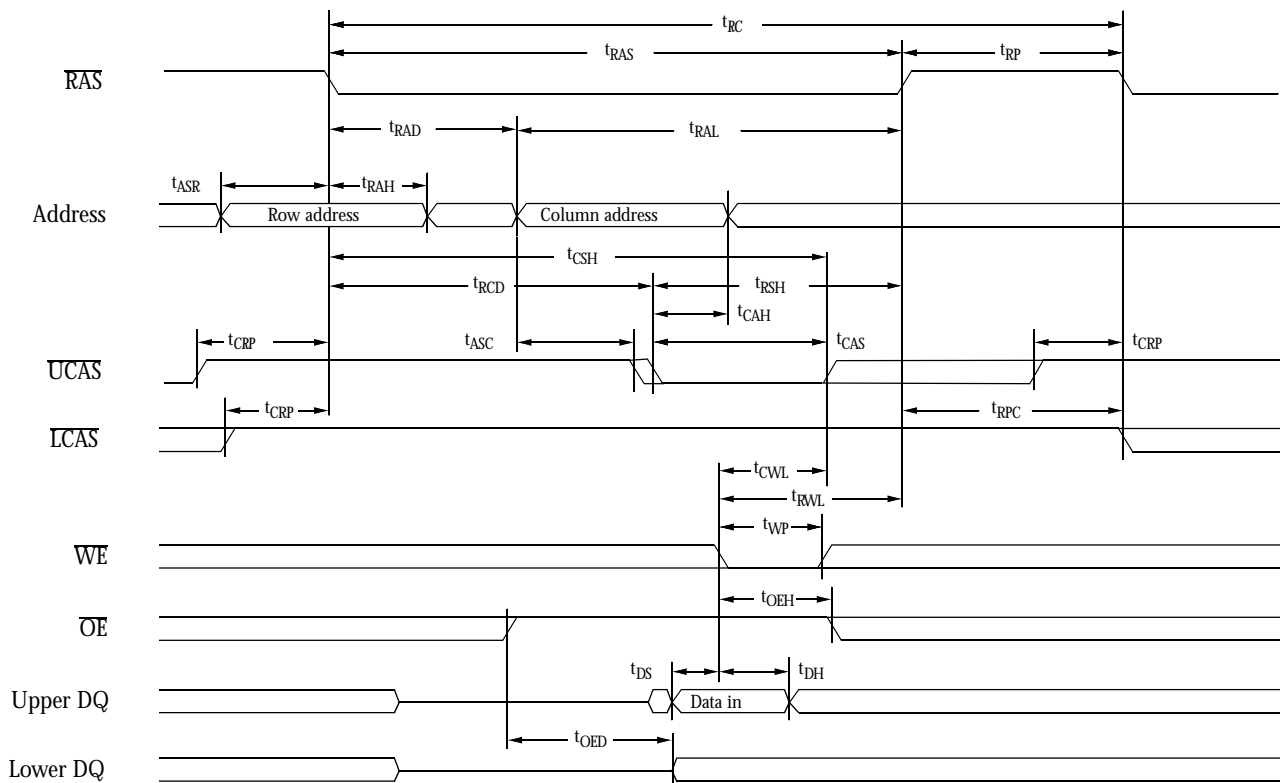 tRC
tRAS
tRP
RAS
tRAD
tRAL
tASR
tRAH
Address
Row address
Column address
tCSH
tRCD
tRSH
tCAH
tCRP
tASC
tCAS
tCRP
UCAS
tCRP
tRPC
LCAS
tCWL
tRWL
tWP
WE
tOEH
OE
tDS
tDH
Upper DQ
Data in
tOED
Lower DQ